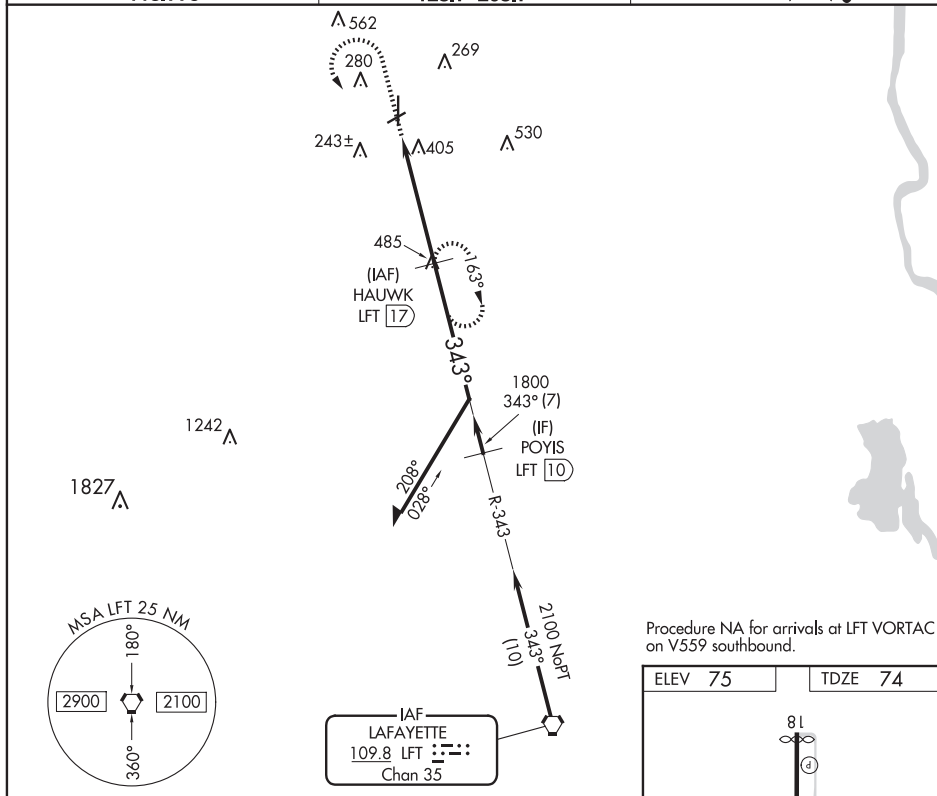 562
269
280
530
243±
405
485
163°
(IAF)
HAUWK
LFT 17
343°
1800
343° (7)
(IF)
POYIS
LFT 10
1242
1827
208°
028°
R-343
2100 NoPT
343°
(10)
MSA LFT 25 NM
180°
2900
2100
360°
IAF
LAFAYETTE
109.8 LFT
Chan 35
Procedure NA for arrivals at LFT VORTAC
on V559 southbound.
ELEV 75
TDZE 74
18
P